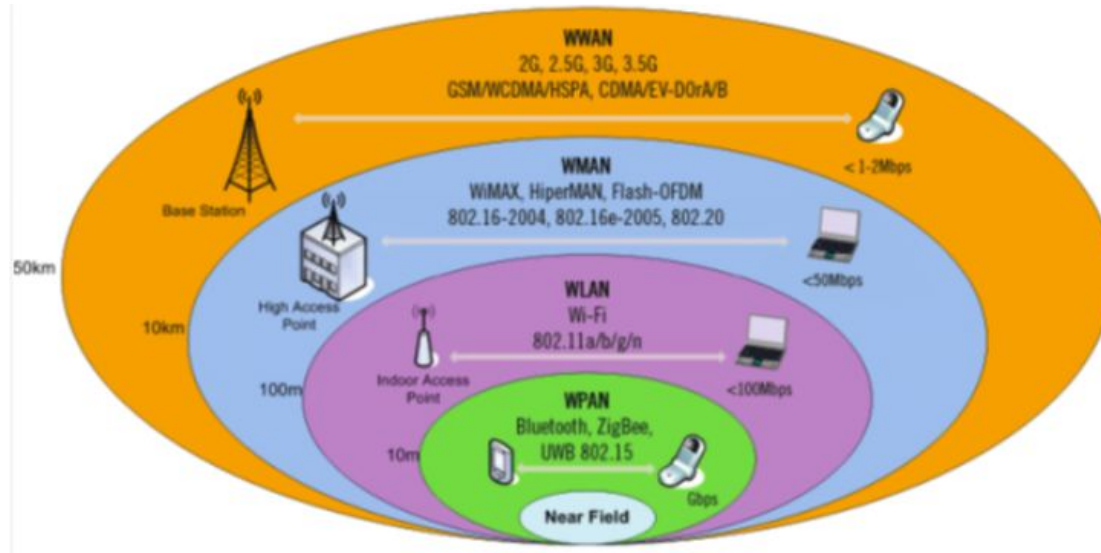 WWAN
2G, 2.5G, 3G, 3.5G
GSM/WCDMA/HSPA, CDMA/EV-DOrA/B
Base Station
< 1-2Mbps
50km
WMAN
WiMAX, HiperMAN, Flash-OFDM
802.16-2004, 802.16e-2005, 802.20
High Access
Point
<50Mbps
10km
WLAN
Wi-Fi
802.11a/b/g/n
Indoor Access
Point
<100Mbps
100m
WPAN
Bluetooth, ZigBee,
UWB 802.15
10m
Gbps
Near Field